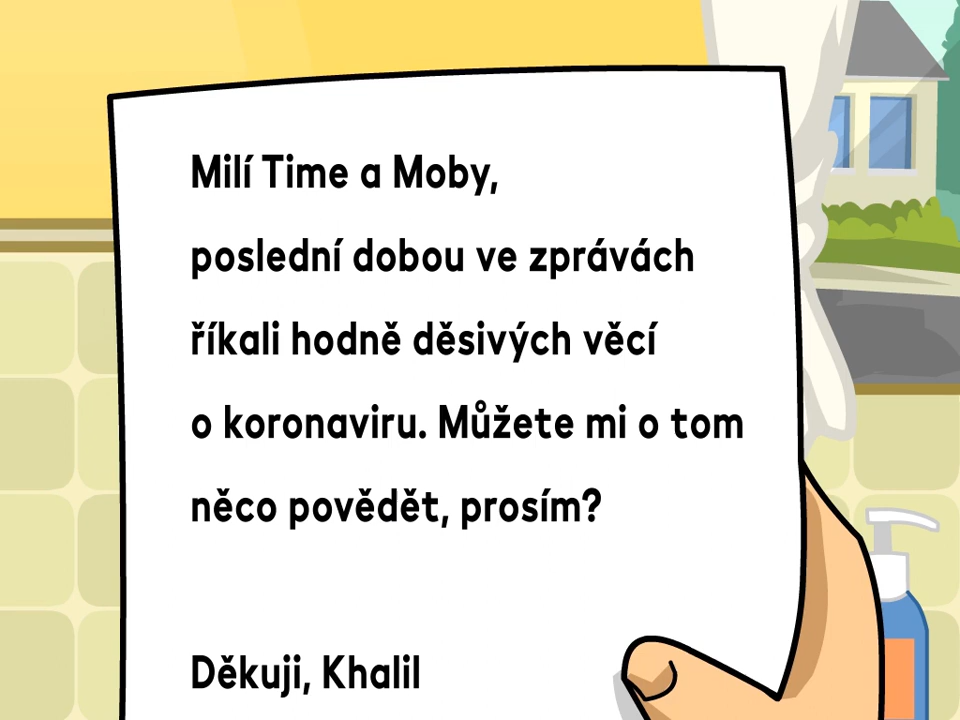 Milí Time a Moby,
poslední dobou ve zprávách
říkali hodně děsivých věcí
o koronaviru. Můžete mi o tom
něco povědět, prosím?
Děkuji, Khalil